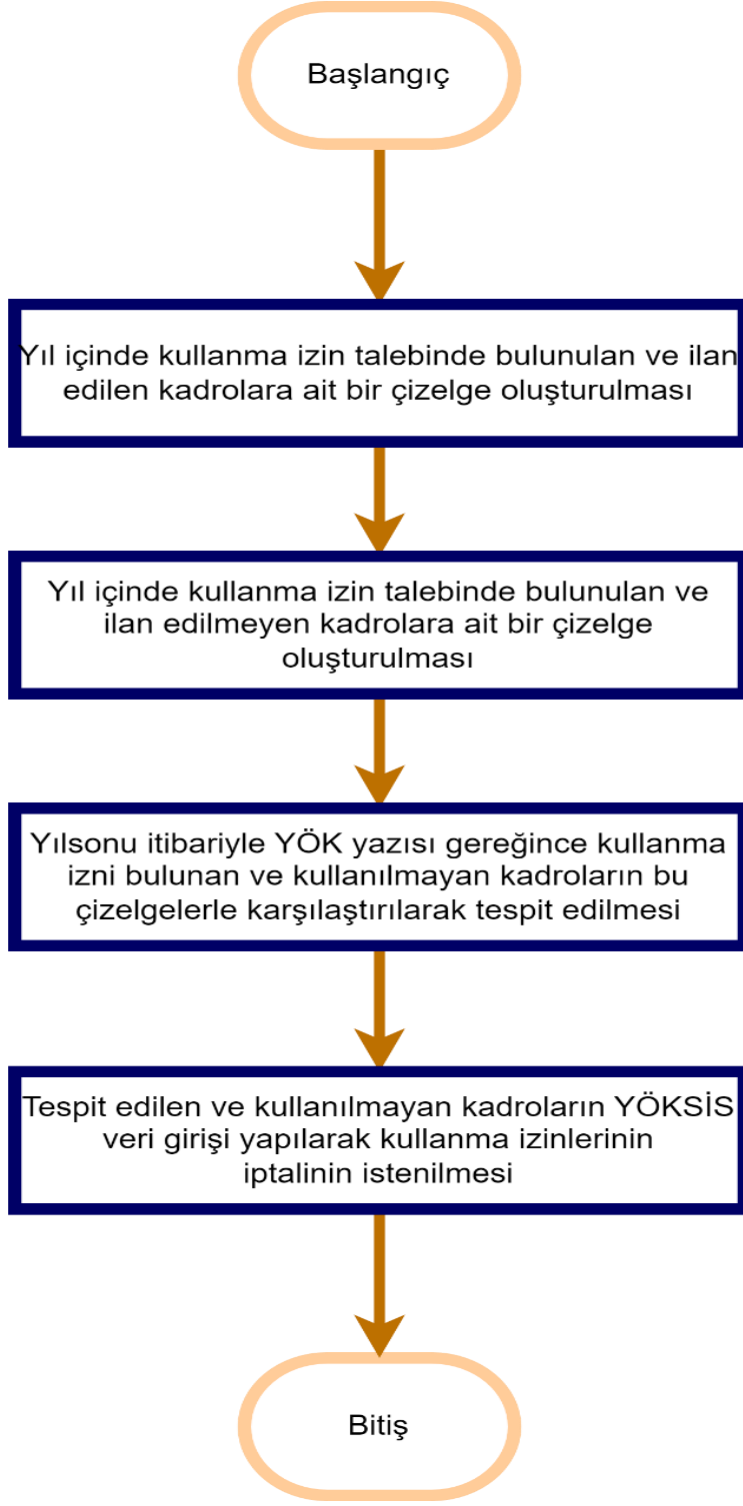 Başlangıç
Yıl içinde kullanma izin talebinde bulunulan ve ilan
edilen kadrolara ait bir çizelge oluşturulması
Yıl içinde kullanma izin talebinde bulunulan ve
ilan edilmeyen kadrolara ait bir çizelge
oluşturulması
Yılsonu itibariyle YÖK yazısı gereğince kullanma
izni bulunan ve kullanılmayan kadroların bu
çizelgelerle karşılaştırılarak tespit edilmesi
Tespit edilen ve kullanılmayan kadroların YÖKSİS
veri girişi yapılarak kullanma izinlerinin
iptalinin istenilmesi
Bitiş